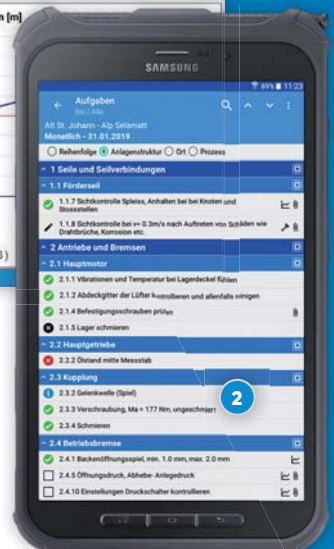 n [m]
SAMSUNG
89% 11:23
Aufgaben
bis / Alle
Alt St. Johann - Alp Selamatt
Monatlich - 31.01.2019
Reihenfolge Anlagenstruktur Ort Prozess
1 Seile und Seilverbindungen
1.1 Förderseil
1.1.7 Sichtkontrolle Spleiss, Anhalten bei bei Knoten und
Stossstellen
1.1.8 Sichtkontrolle bei v= 0.3m/s nach Auftreten von Schäden wie
Drahtbrüche, Korrosion etc.
2 Antriebe und Bremsen
2.1 Hauptmotor
2.1.1 Vibrationen und Temperatur bei Lagerdeckel fühlen
2.1.2 Abdeckgitter der Lüfter kontrollieren und allenfalls reinigen
2.1.4 Befestigungsschrauben prüfen
2.1.5 Lager schmieren
2.2 Hauptgetriebe
2.2.2 Ölstand mitte Messstab
2.3 Kupplung
2.3.2 Gelenkwelle (Spiel)
2.3.3 Verschraubung, Ma = 177 Nm, ungeschmiert
2.3.4 Schmieren
2
2.4 Betriebsbremse
2.4.1 Backenöffnungsspiel, min. 1.0 mm, max. 2.0 mm
2.4.5 Öffnungsdruck, Abhebe- Anlegedruck
2.4.10 Einstellungen Druckschalter kontrollieren